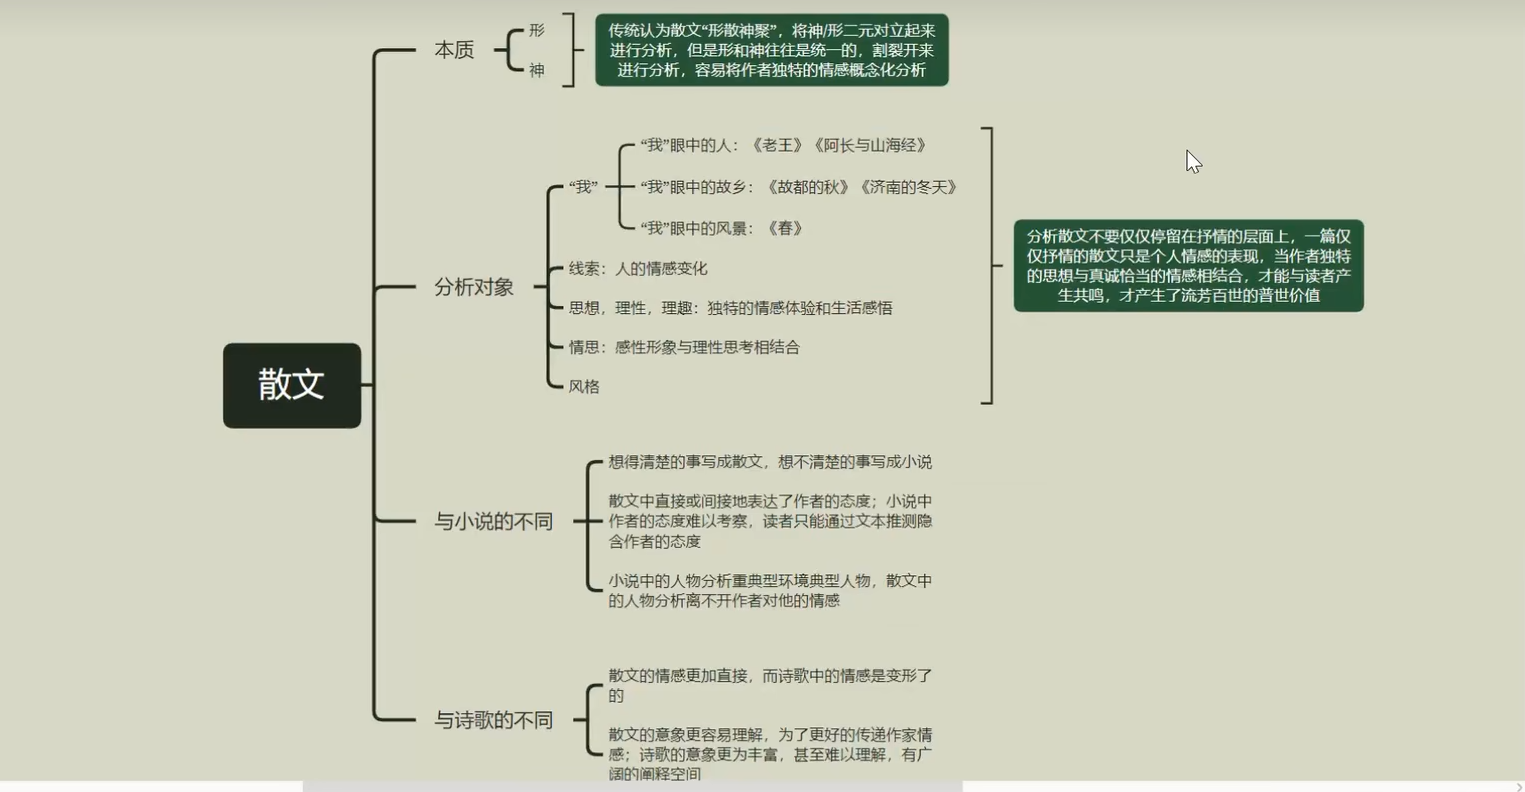 散文
本质
形
神
传统认为散文“形散神聚”，将神/形二元对立起来
进行分析，但是形和神往往是统一的，割裂开来
进行分析，容易将作者独特的情感概念化分析
分析对象
“我”
“我”眼中的人：《老王》《阿长与山海经》
“我”眼中的故乡：《故都的秋》《济南的冬天》
“我”眼中的风景：《春》
线索：人的情感变化
思想，理性，理趣：独特的情感体验和生活感悟
情思：感性形象与理性思考相结合
风格
分析散文不要仅仅停留在抒情的层面上，一篇仅
仅抒情的散文只是个人情感的表现，当作者独特
的思想与真诚恰当的情感相结合，才能与读者产
生共鸣，才产生了流芳百世的普世价值
与小说的不同
想得清楚的事写成散文，想不清楚的事写成小说
散文中直接或间接地表达了作者的态度；小说中
作者的态度难以考察，读者只能通过文本推测隐
含作者的态度
小说中的人物分析重典型环境典型人物，散文中
的人物分析离不开作者对他的情感
与诗歌的不同
散文的情感更加直接，而诗歌中的情感是变形了
的
散文的意象更容易理解，为了更好的传递作家情
感；诗歌的意象更为丰富，甚至难以理解，有广
阔的阐释空间